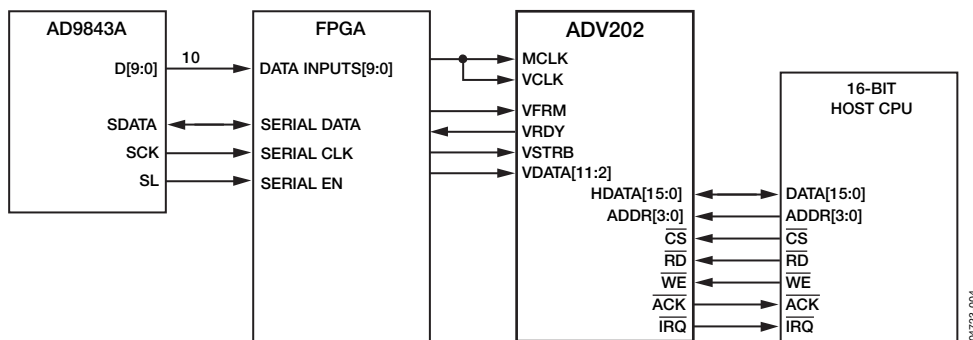 AD9843A
D[9:0]
10
SDATA
SCK
SL
FPGA
DATA INPUTS[9:0]
SERIAL DATA
SERIAL CLK
SERIAL EN
ADV202
MCLK
VCLK
VFRM
VRDY
VSTRB
VDATA[11:2]
HDATA[15:0]
ADDR[3:0]
CS
RD
WE
ACK
IRQ
16-BIT
HOST CPU
DATA[15:0]
ADDR[3:0]
CS
RD
WE
ACK
IRQ
04723-004